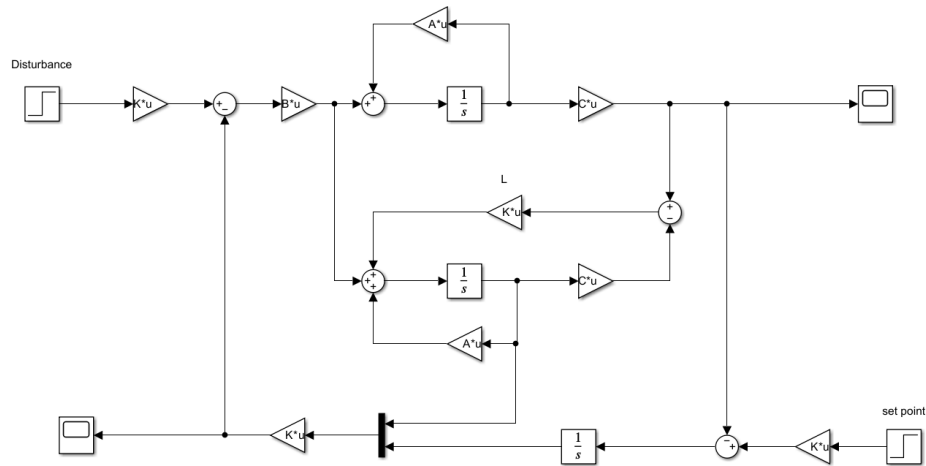 A*u
Disturbance
K*u
+
−
B*u
+
+
1
s
C*u
L
K*u
+
−
+
+
+
1
s
C*u
A*u
set point
K*u
1
s
−
+
K*u